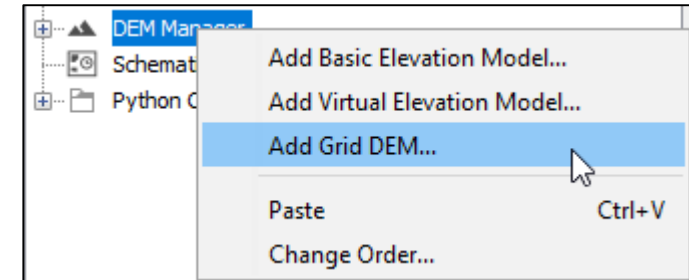 DEM Manager
Schemat
Python C
Add Basic Elevation Model...
Add Virtual Elevation Model...
Add Grid DEM...
Paste Ctrl+V
Change Order...